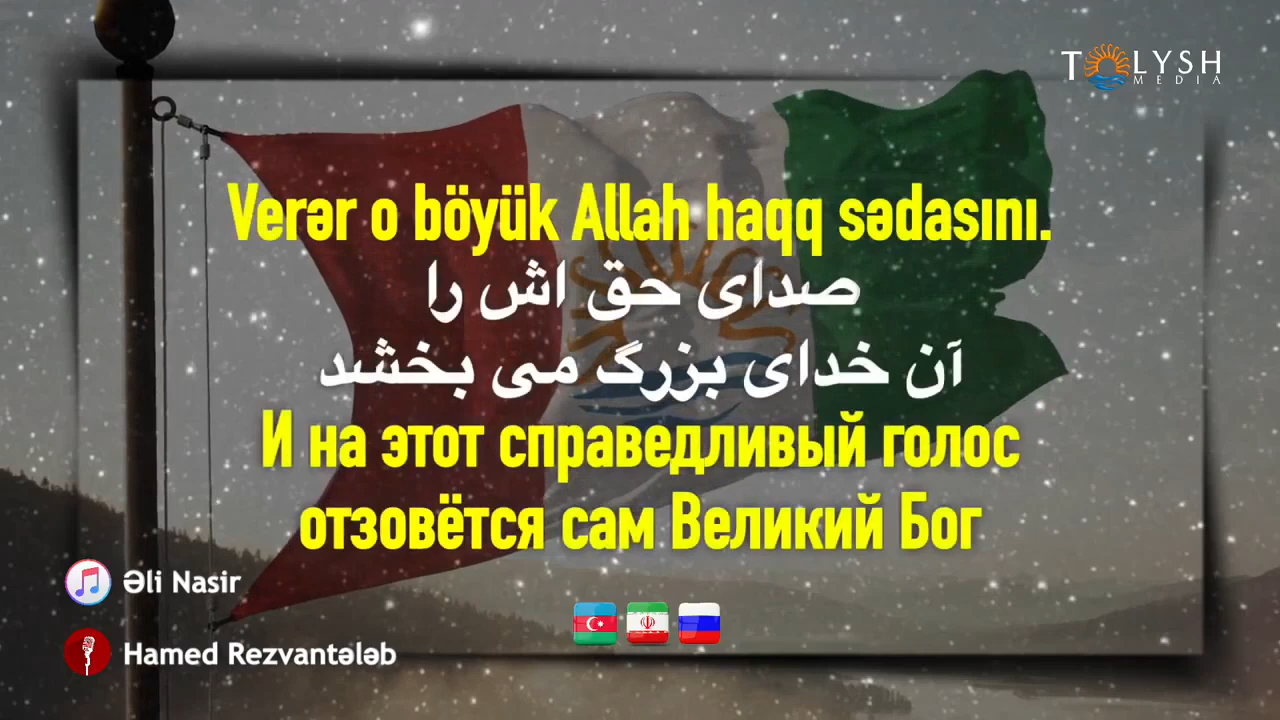 TOLYSH
MEDIA
Verər o böyük Allah haqq sədasını.
صدای حق اش را
آن خدای بزرگ می بخشد
И на этот справедливый голос
отзовётся сам Великий Бог
Əli Nasir
Hamed Rezvantələb